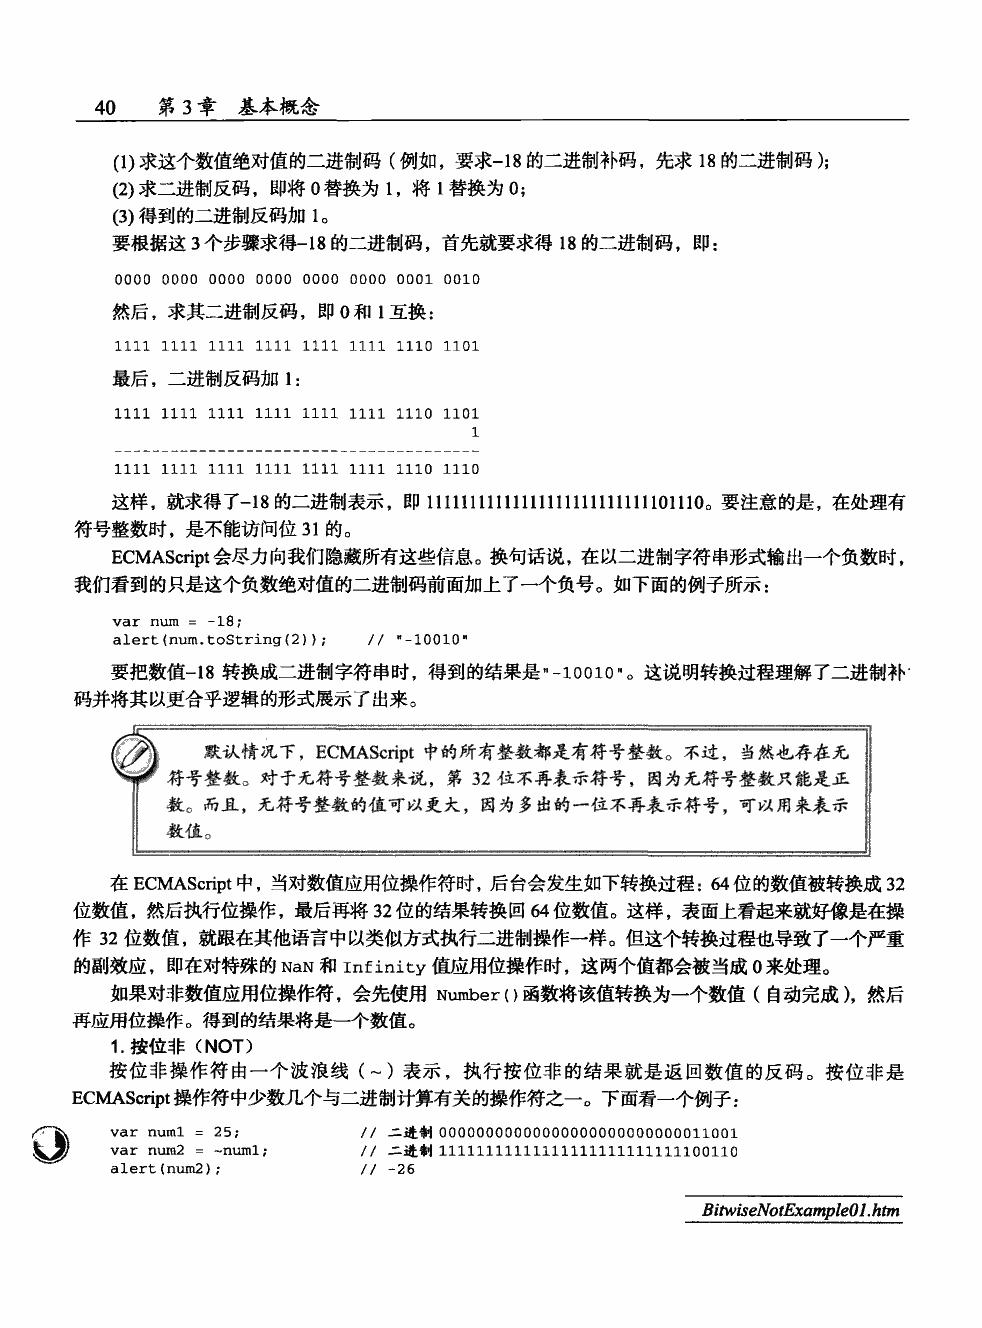 40 第 3 章 基本概念
(1) 求这个数值绝对值的二进制码（例如，要求–18 的二进制补码，先求 18 的二进制码）；
(2) 求二进制反码，即将 0 替换为 1，将 1 替换为 0；
(3) 得到的二进制反码加 1。
要根据这 3 个步骤求得–18 的二进制码，首先就要求得 18 的二进制码，即：
0000 0000 0000 0000 0000 0000 0001 0010
然后，求其二进制反码，即 0 和 1 互换：
1111 1111 1111 1111 1111 1111 1110 1101
最后，二进制反码加 1：
1111 1111 1111 1111 1111 1111 1110 1101
1
---------------------------------------
1111 1111 1111 1111 1111 1111 1110 1110
这样，就求得了–18 的二进制表示，即 11111111111111111111111111101110。要注意的是，在处理有
符号整数时，是不能访问位 31 的。
ECMAScript 会尽力向我们隐藏所有这些信息。换句话说，在以二进制字符串形式输出一个负数时，
我们看到的只是这个负数绝对值的二进制码前面加上了一个负号。如下面的例子所示：
var num = -18;
alert(num.toString(2)); // "-10010"
要把数值–18 转换成二进制字符串时，得到的结果是"-10010"。这说明转换过程理解了二进制补
码并将其以更合乎逻辑的形式展示了出来。
默认情况下，ECMAScript 中的所有整数都是有符号整数。不过，当然也存在无
符号整数。对于无符号整数来说，第 32 位不再表示符号，因为无符号整数只能是正
数。而且，无符号整数的值可以更大，因为多出的一位不再表示符号，可以用来表示
数值。
在 ECMAScript 中，当对数值应用位操作符时，后台会发生如下转换过程：64 位的数值被转换成 32
位数值，然后执行位操作，最后再将 32 位的结果转换回 64 位数值。这样，表面上看起来就好像是在操
作 32 位数值，就跟在其他语言中以类似方式执行二进制操作一样。但这个转换过程也导致了一个严重
的副效应，即在对特殊的 NaN 和 Infinity 值应用位操作时，这两个值都会被当成 0 来处理。
如果对非数值应用位操作符，会先使用 Number()函数将该值转换为一个数值（自动完成），然后
再应用位操作。得到的结果将是一个数值。
1. 按位非（NOT）
按位非操作符由一个波浪线（~）表示，执行按位非的结果就是返回数值的反码。按位非是
ECMAScript 操作符中少数几个与二进制计算有关的操作符之一。下面看一个例子：
var num1 = 25; // 二进制 00000000000000000000000000011001
var num2 = ~num1; // 二进制 11111111111111111111111111100110
alert(num2); // -26
BitwiseNotExample01.htm